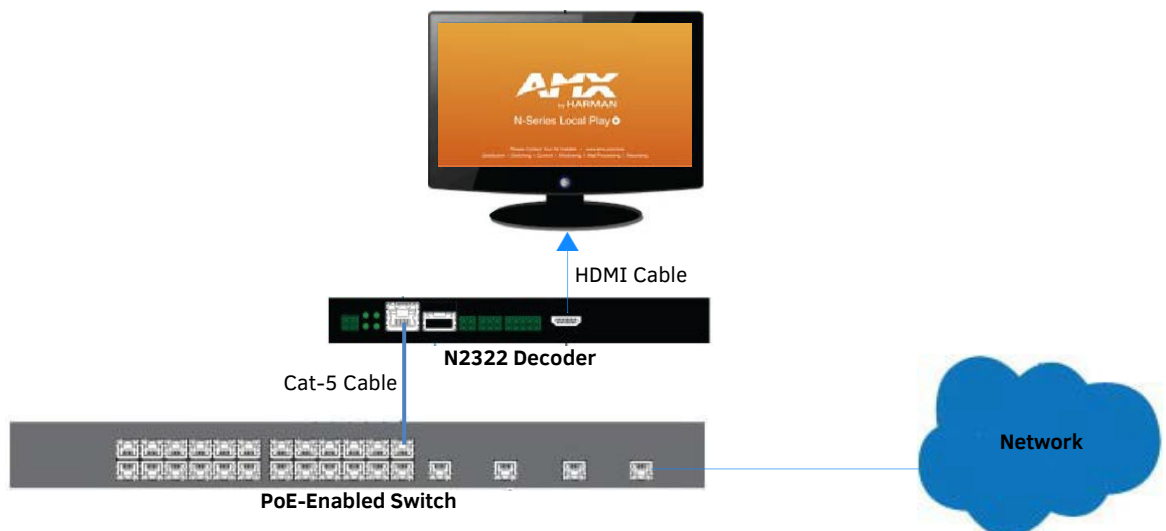 AMX
by HARMAN
N-Series Local Play
HDMI Cable
N2322 Decoder
Cat-5 Cable
Network
PoE-Enabled Switch